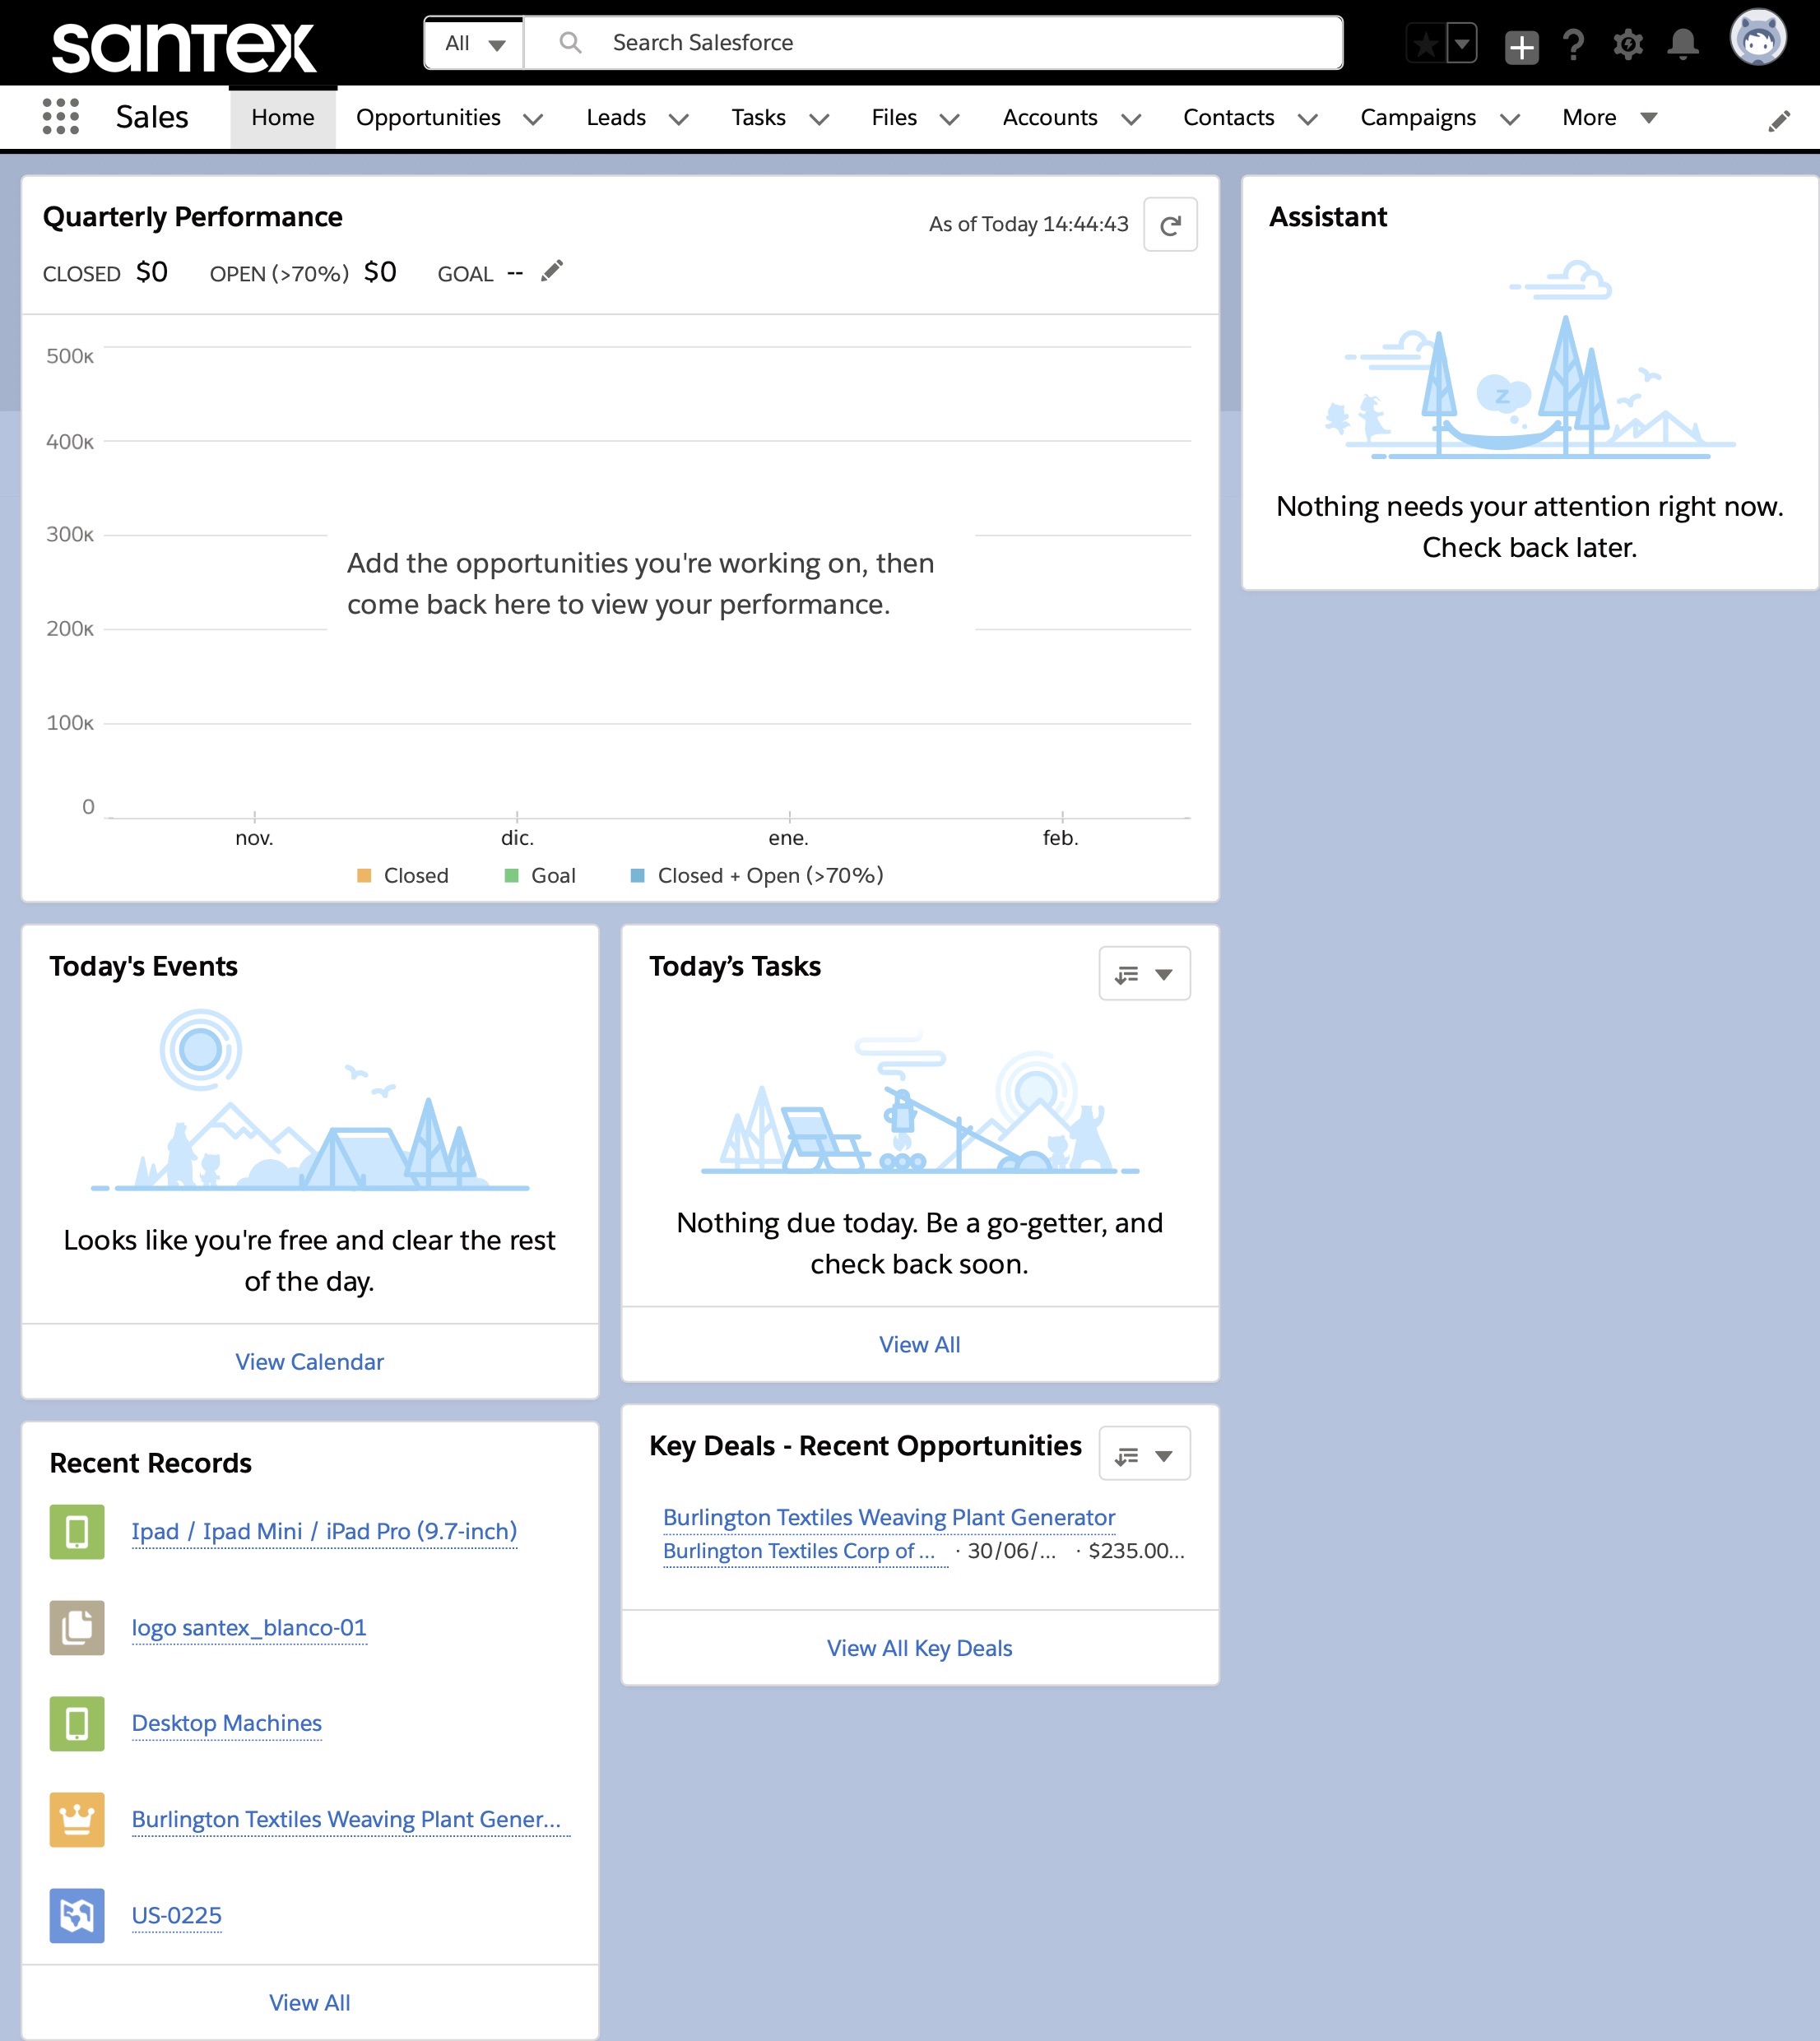 santex
All
Search Salesforce
Sales
Home
Opportunities
Leads
Tasks
Files
Accounts
Contacts
Campaigns
More
Quarterly Performance
As of Today 14:44:43
CLOSED $0 OPEN (>70%) $0 GOAL --
500K
400K
300K
200K
100K
0
Add the opportunities you're working on, then
come back here to view your performance.
nov.
dic.
ene.
feb.
Closed
Goal
Closed + Open (>70%)
Assistant
Z
Nothing needs your attention right now.
Check back later.
Today's Events
Looks like you're free and clear the rest
of the day.
View Calendar
Today’s Tasks
Nothing due today. Be a go-getter, and
check back soon.
View All
Recent Records
Ipad / Ipad Mini / iPad Pro (9.7-inch)
logo santex_blanco-01
Desktop Machines
Burlington Textiles Weaving Plant Gener...
US-0225
View All
Key Deals - Recent Opportunities
Burlington Textiles Weaving Plant Generator
Burlington Textiles Corp of ... · 30/06/... · $235.00...
View All Key Deals